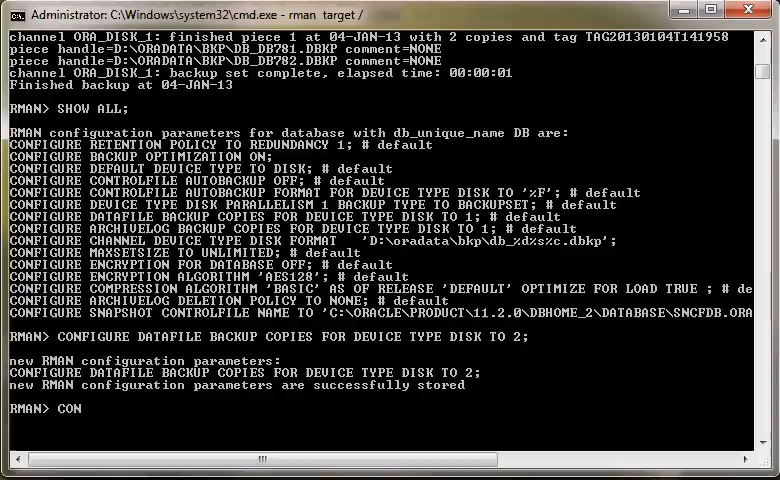 Administrator: C:\Windows\system32\cmd.exe - rman target /
channel ORA_DISK_1: finished piece 1 at 04-JAN-13 with 2 copies and tag TAG20130104T141958
piece handle=D:\ORADATA\BKP\DB_DB781.DBKP comment=NONE
piece handle=D:\ORADATA\BKP\DB_DB782.DBKP comment=NONE
channel ORA_DISK_1: backup set complete, elapsed time: 00:00:01
Finished backup at 04-JAN-13
RMAN> SHOW ALL;
RMAN configuration parameters for database with db_unique_name DB are:
CONFIGURE RETENTION POLICY TO REDUNDANCY 1; # default
CONFIGURE BACKUP OPTIMIZATION ON;
CONFIGURE DEFAULT DEVICE TYPE TO DISK; # default
CONFIGURE CONTROLFILE AUTOBACKUP OFF; # default
CONFIGURE CONTROLFILE AUTOBACKUP FORMAT FOR DEVICE TYPE DISK TO '%F'; # default
CONFIGURE DEVICE TYPE DISK PARALLELISM 1 BACKUP TYPE TO BACKUPSET; # default
CONFIGURE DATAFILE BACKUP COPIES FOR DEVICE TYPE DISK TO 1; # default
CONFIGURE ARCHIVELOG BACKUP COPIES FOR DEVICE TYPE DISK TO 1; # default
CONFIGURE CHANNEL DEVICE TYPE DISK FORMAT   'D:\oradata\bkp\db_%d%s%c.dbkp';
CONFIGURE MAXSETSIZE TO UNLIMITED; # default
CONFIGURE ENCRYPTION FOR DATABASE OFF; # default
CONFIGURE ENCRYPTION ALGORITHM 'AES128'; # default
CONFIGURE COMPRESSION ALGORITHM 'BASIC' AS OF RELEASE 'DEFAULT' OPTIMIZE FOR LOAD TRUE ; # de
CONFIGURE ARCHIVELOG DELETION POLICY TO NONE; # default
CONFIGURE SNAPSHOT CONTROLFILE NAME TO 'C:\ORACLE\PRODUCT\11.2.0\DBHOME_2\DATABASE\SNCFDB.ORA
RMAN> CONFIGURE DATAFILE BACKUP COPIES FOR DEVICE TYPE DISK TO 2;
new RMAN configuration parameters:
CONFIGURE DATAFILE BACKUP COPIES FOR DEVICE TYPE DISK TO 2;
new RMAN configuration parameters are successfully stored
RMAN> CON